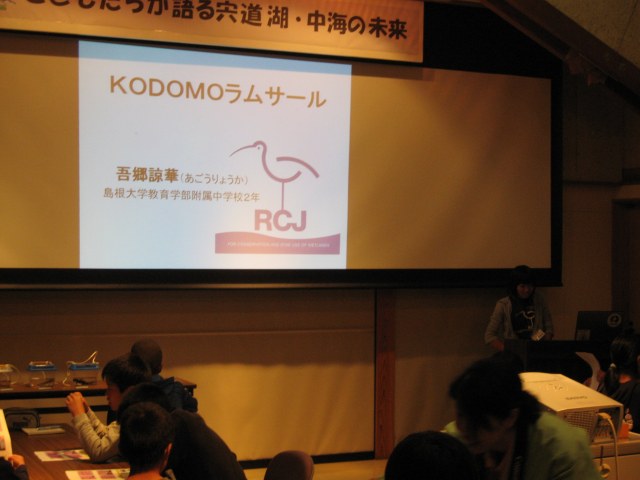 こどもたちが語る宍道湖・中海の未来
KODOMOラムサール
吾郷諒華(あごうりょうか)
島根大学教育学部附属中学校2年
RCJ